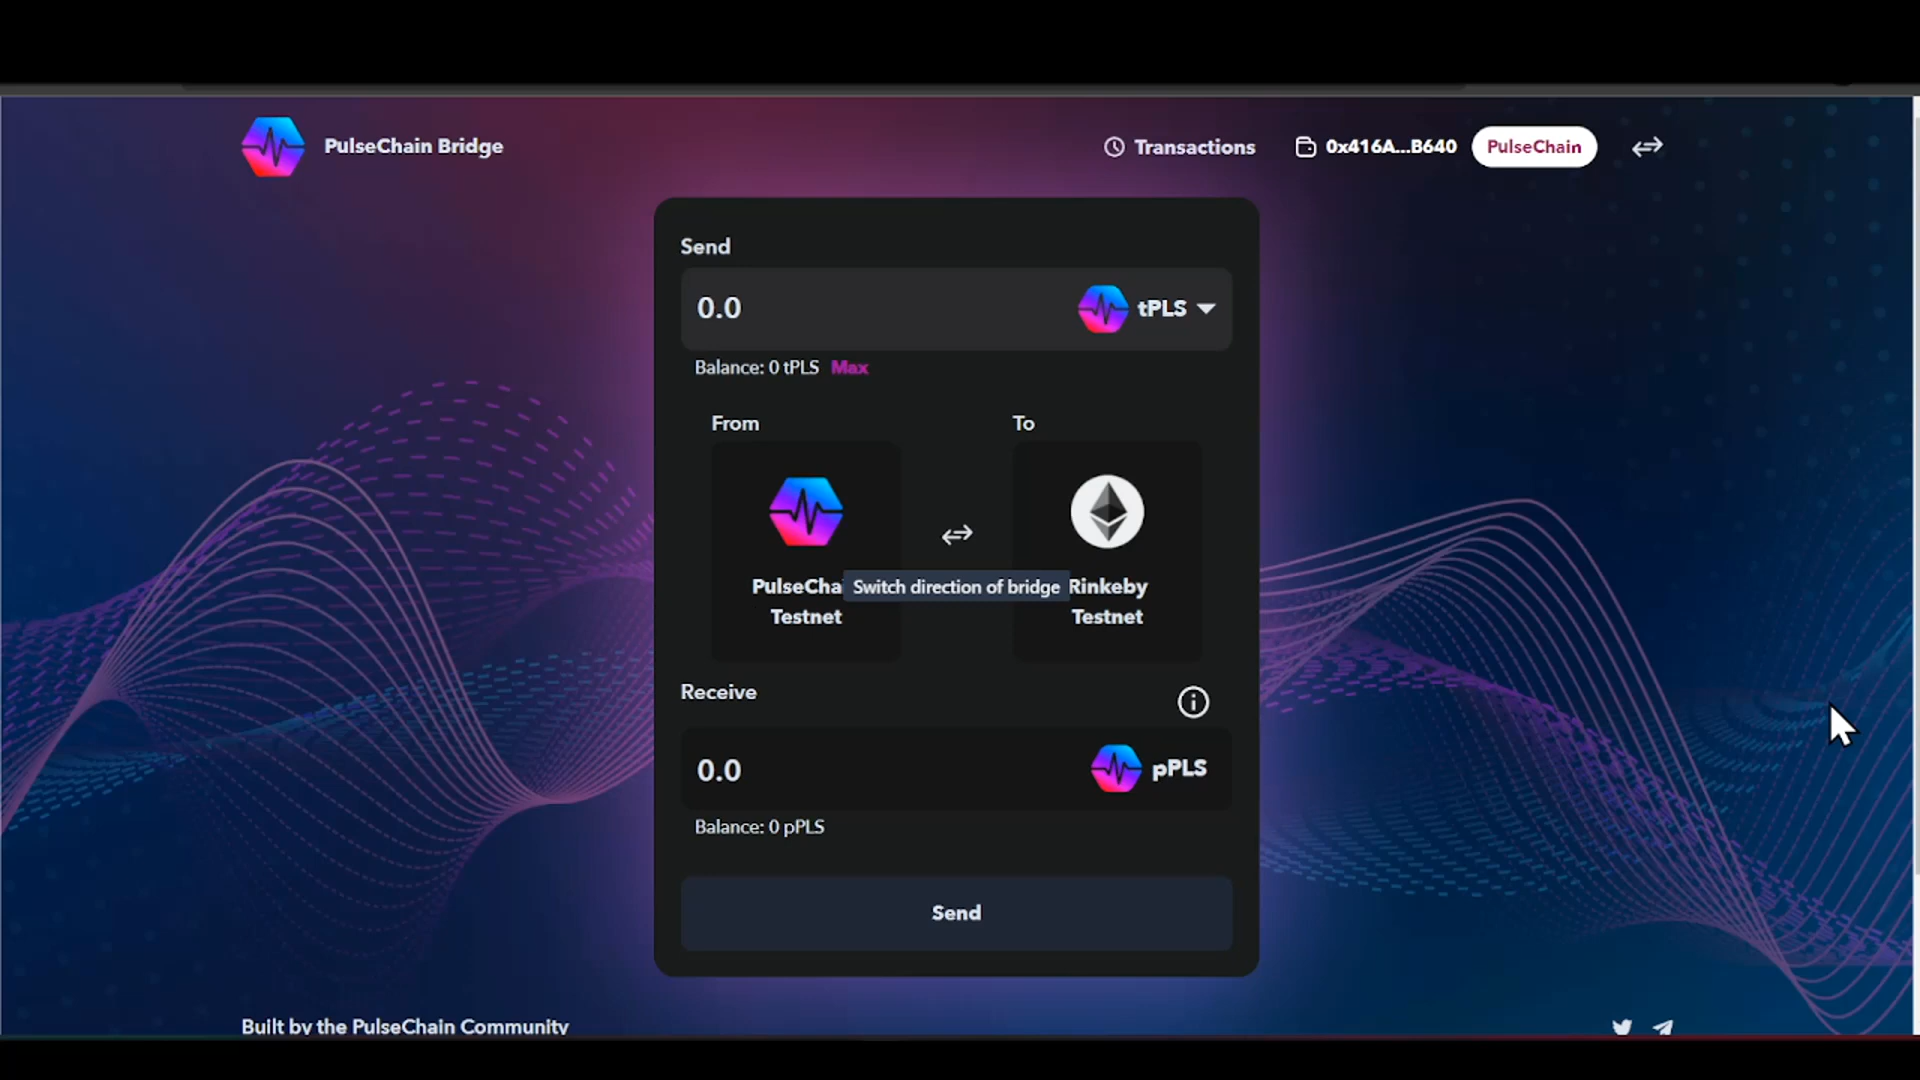 PulseChain Bridge
Transactions
0x416A...B640
PulseChain
Send
0.0
tPLS
Balance: 0 tPLS Max
From
To
PulseCha
Switch direction of bridge
Rinkeby
Testnet
Testnet
Receive
0.0
pPLS
Balance: 0 pPLS
Send
Built by the PulseChain Community